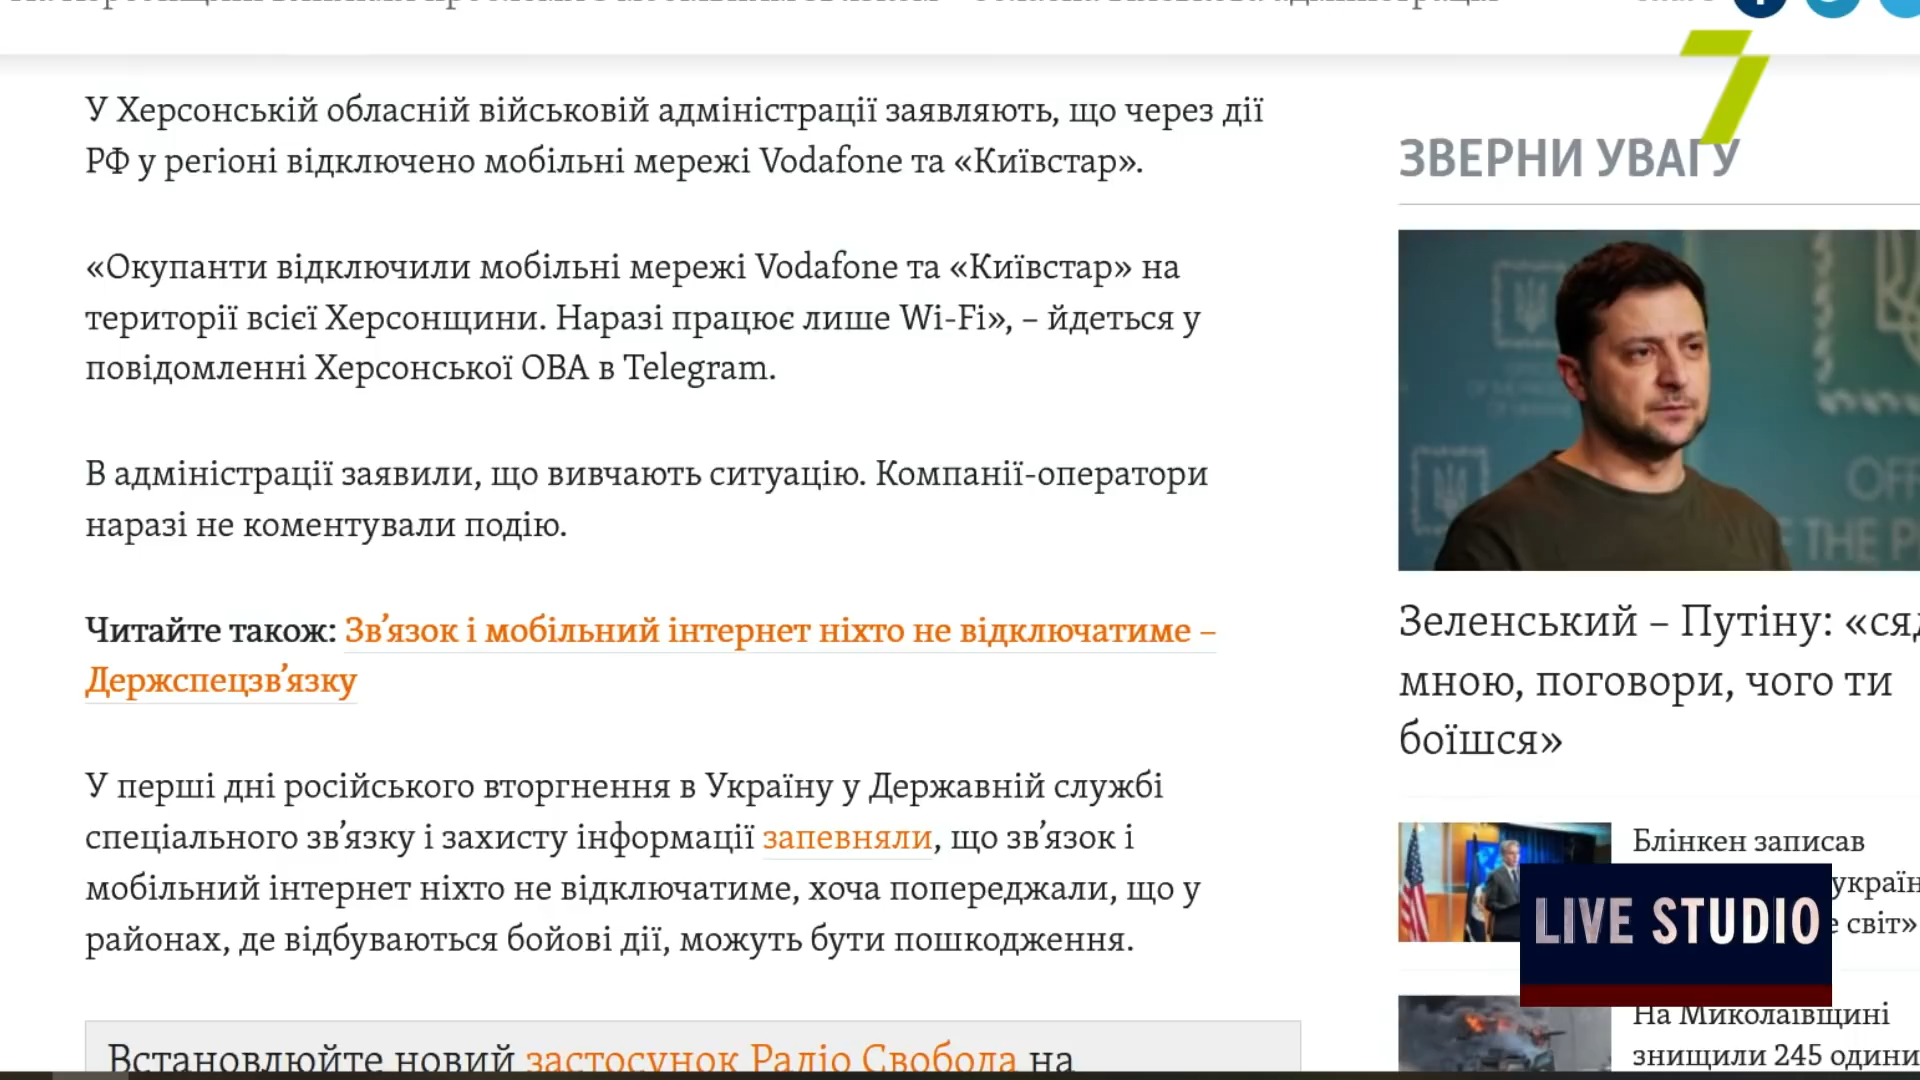 У Херсонській обласній військовій адміністрації заявляють, що через дії
РФ у регіоні відключено мобільні мережі Vodafone та «Київстар».
«Окупанти відключили мобільні мережі Vodafone та «Київстар» на
території всієї Херсонщини. Наразі працює лише Wi-Fi», – йдеться у
повідомленні Херсонської ОВА в Telegram.
В адміністрації заявили, що вивчають ситуацію. Компанії-оператори
наразі не коментували подію.
Читайте також: Зв’язок і мобільний інтернет ніхто не відключатиме –
Держспецзв’язку
У перші дні російського вторгнення в Україну у Державній службі
спеціального зв’язку і захисту інформації запевняли, що зв’язок і
мобільний інтернет ніхто не відключатиме, хоча попереджали, що у
районах, де відбуваються бойові дії, можуть бути пошкодження.
Встановлюйте новий застосунок Радіо Свобода на
7
ЗВЕРНИ УВАГУ
Зеленський – Путіну: «сяд
мною, поговори, чого ти
боїшся»
Блінкен записав
україн
світ»
LIVE STUDIO
На Миколаївщині
знищили 245 одини